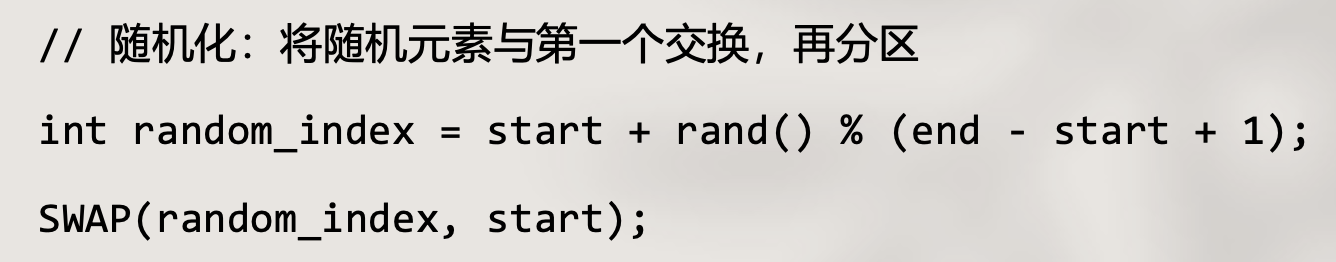 // 随机化：将随机元素与第一个交换，再分区
int random_index = start + rand() % (end - start + 1);
SWAP(random_index, start);